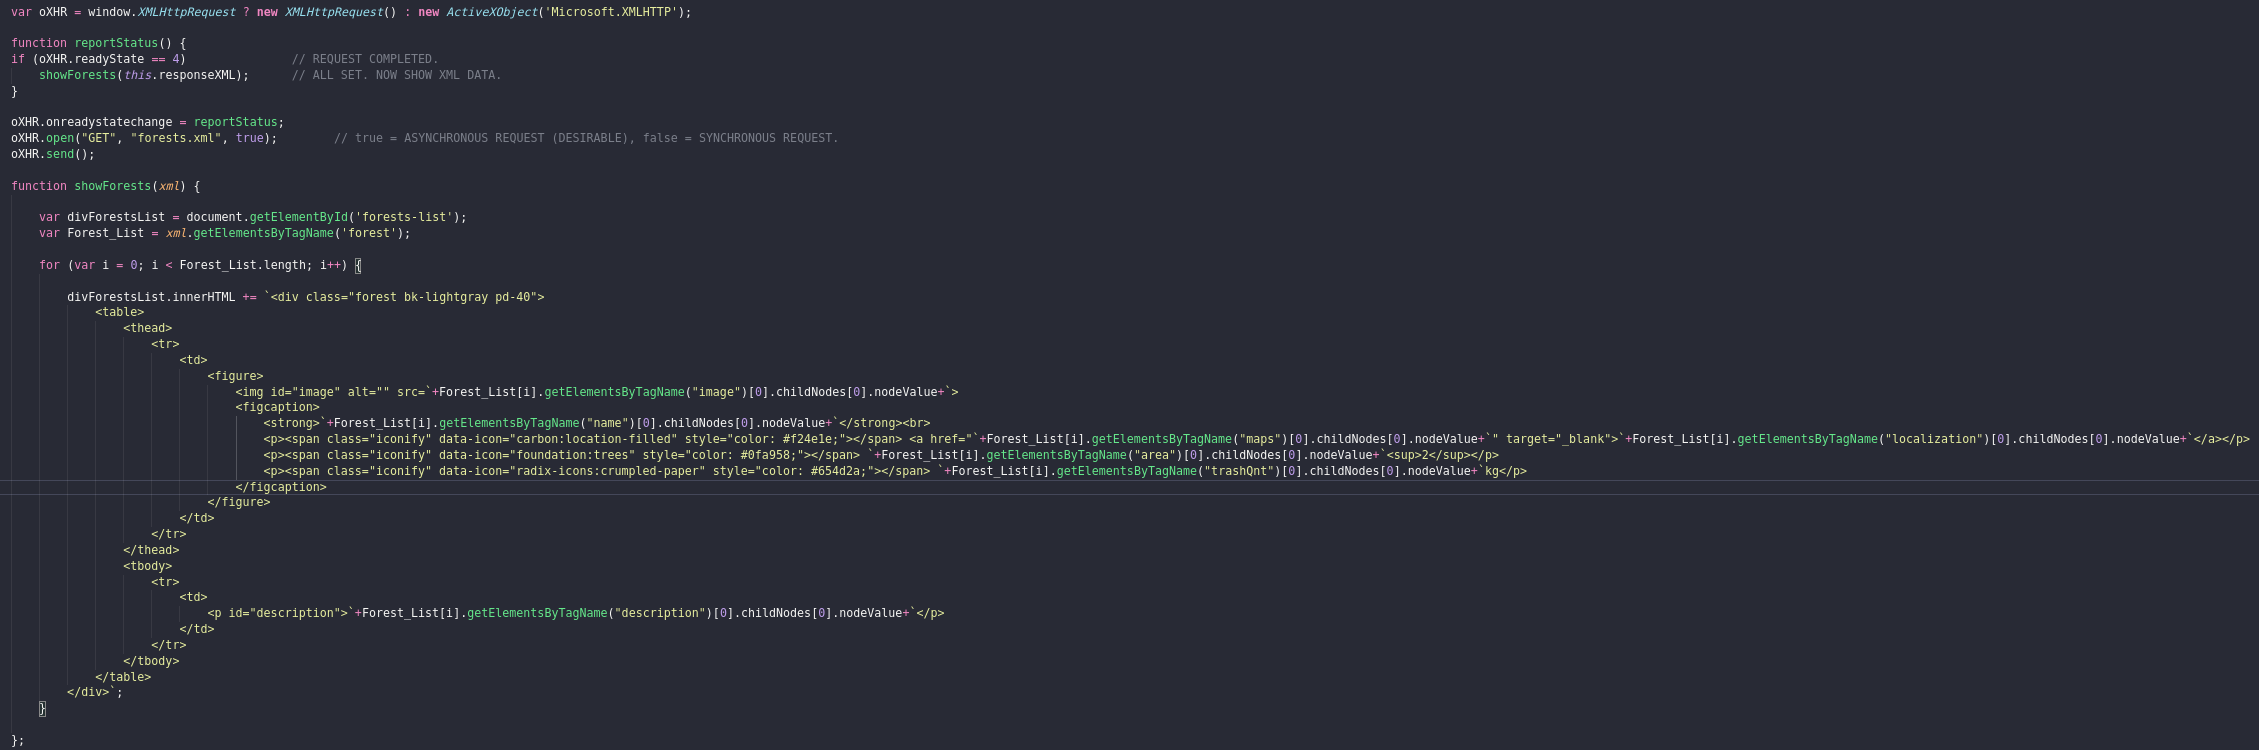 var oXHR = window.XMLHttpRequest ? new XMLHttpRequest() : new ActiveXObject('Microsoft.XMLHTTP');
function reportStatus() {
if (oXHR.readyState == 4)               // REQUEST COMPLETED.
    showForests(this.responseXML);      // ALL SET. NOW SHOW XML DATA.
}
oXHR.onreadystatechange = reportStatus;
oXHR.open("GET", "forests.xml", true);        // true = ASYNCHRONOUS REQUEST (DESIRABLE), false = SYNCHRONOUS REQUEST.
oXHR.send();
function showForests(xml) {
    var divForestsList = document.getElementById('forests-list');
    var Forest_List = xml.getElementsByTagName('forest');
    for (var i = 0; i < Forest_List.length; i++) {
        divForestsList.innerHTML += `<div class="forest bk-lightgray pd-40">
            <table>
                <thead>
                    <tr>
                        <td>
                            <figure>
                                <img id="image" alt="" src=`+Forest_List[i].getElementsByTagName("image")[0].childNodes[0].nodeValue+`>
                                <figcaption>
                                    <strong>`+Forest_List[i].getElementsByTagName("name")[0].childNodes[0].nodeValue+`</strong><br>
                                    <p><span class="iconify" data-icon="carbon:location-filled" style="color: #f24e1e;"></span> <a href="`+Forest_List[i].getElementsByTagName("maps")[0].childNodes[0].nodeValue+`" target="_blank">`+Forest_List[i].getElementsByTagName("localization")[0].childNodes[0].nodeValue+`</a></p>
                                    <p><span class="iconify" data-icon="foundation:trees" style="color: #0fa958;"></span> `+Forest_List[i].getElementsByTagName("area")[0].childNodes[0].nodeValue+`<sup>2</sup></p>
                                    <p><span class="iconify" data-icon="radix-icons:crumpled-paper" style="color: #654d2a;"></span> `+Forest_List[i].getElementsByTagName("trashQnt")[0].childNodes[0].nodeValue+`kg</p>
                                </figcaption>
                            </figure>
                        </td>
                    </tr>
                </thead>
                <tbody>
                    <tr>
                        <td>
                            <p id="description">`+Forest_List[i].getElementsByTagName("description")[0].childNodes[0].nodeValue+`</p>
                        </td>
                    </tr>
                </tbody>
            </table>
        </div>`;
    }
};